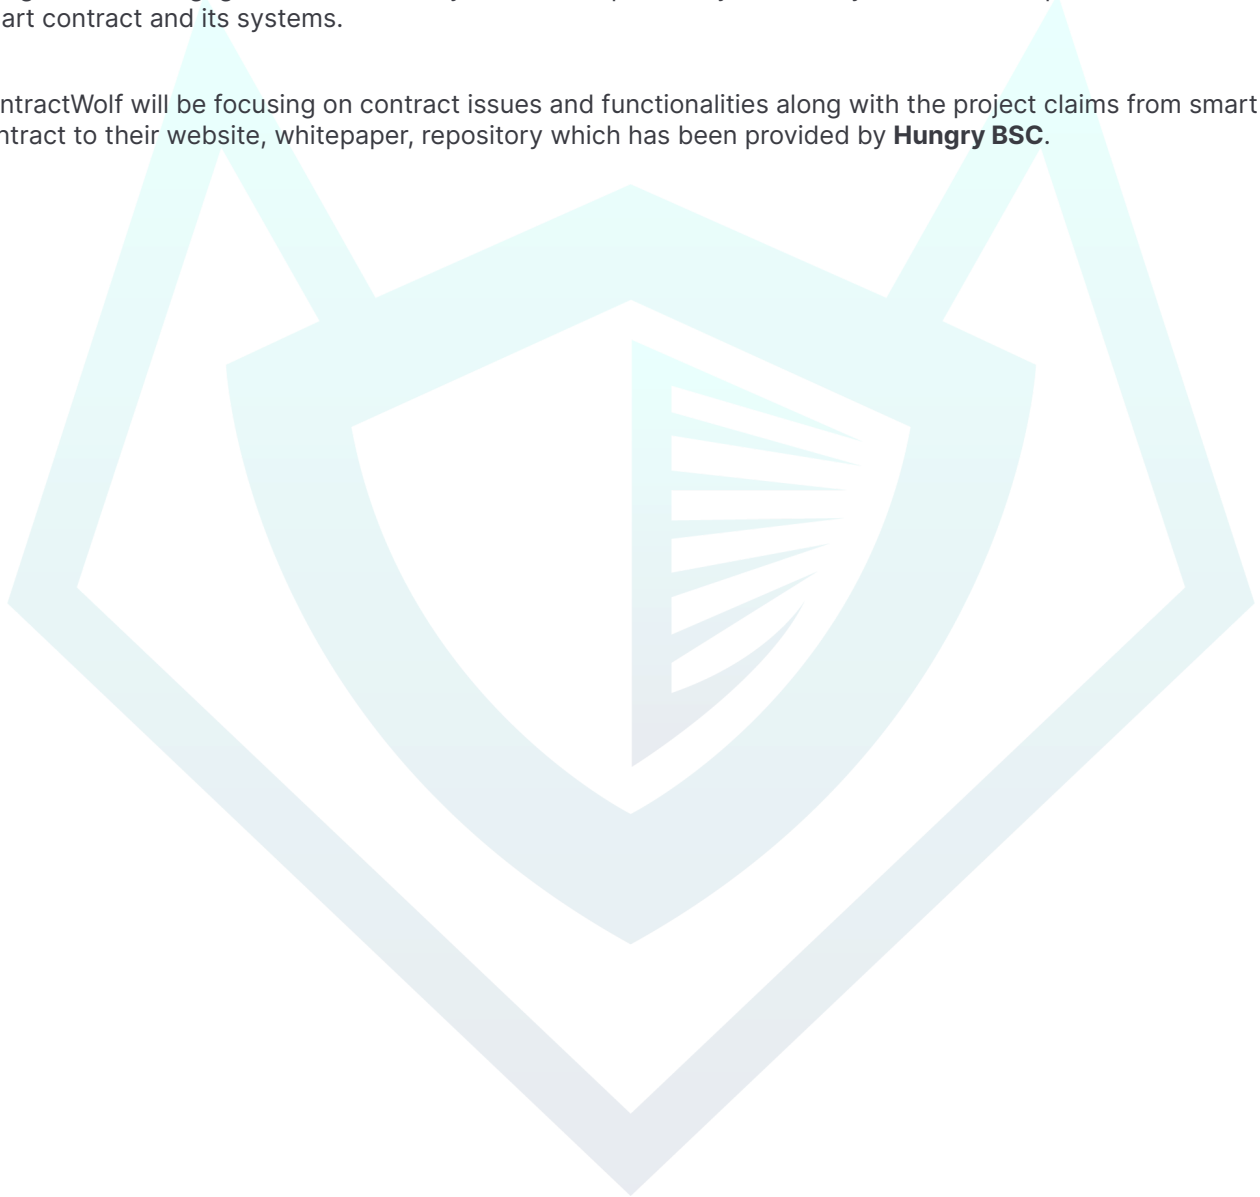 art contract and its systems.
ntractWolf will be focusing on contract issues and functionalities along with the project claims from smart
ntract to their website, whitepaper, repository which has been provided by Hungry BSC.